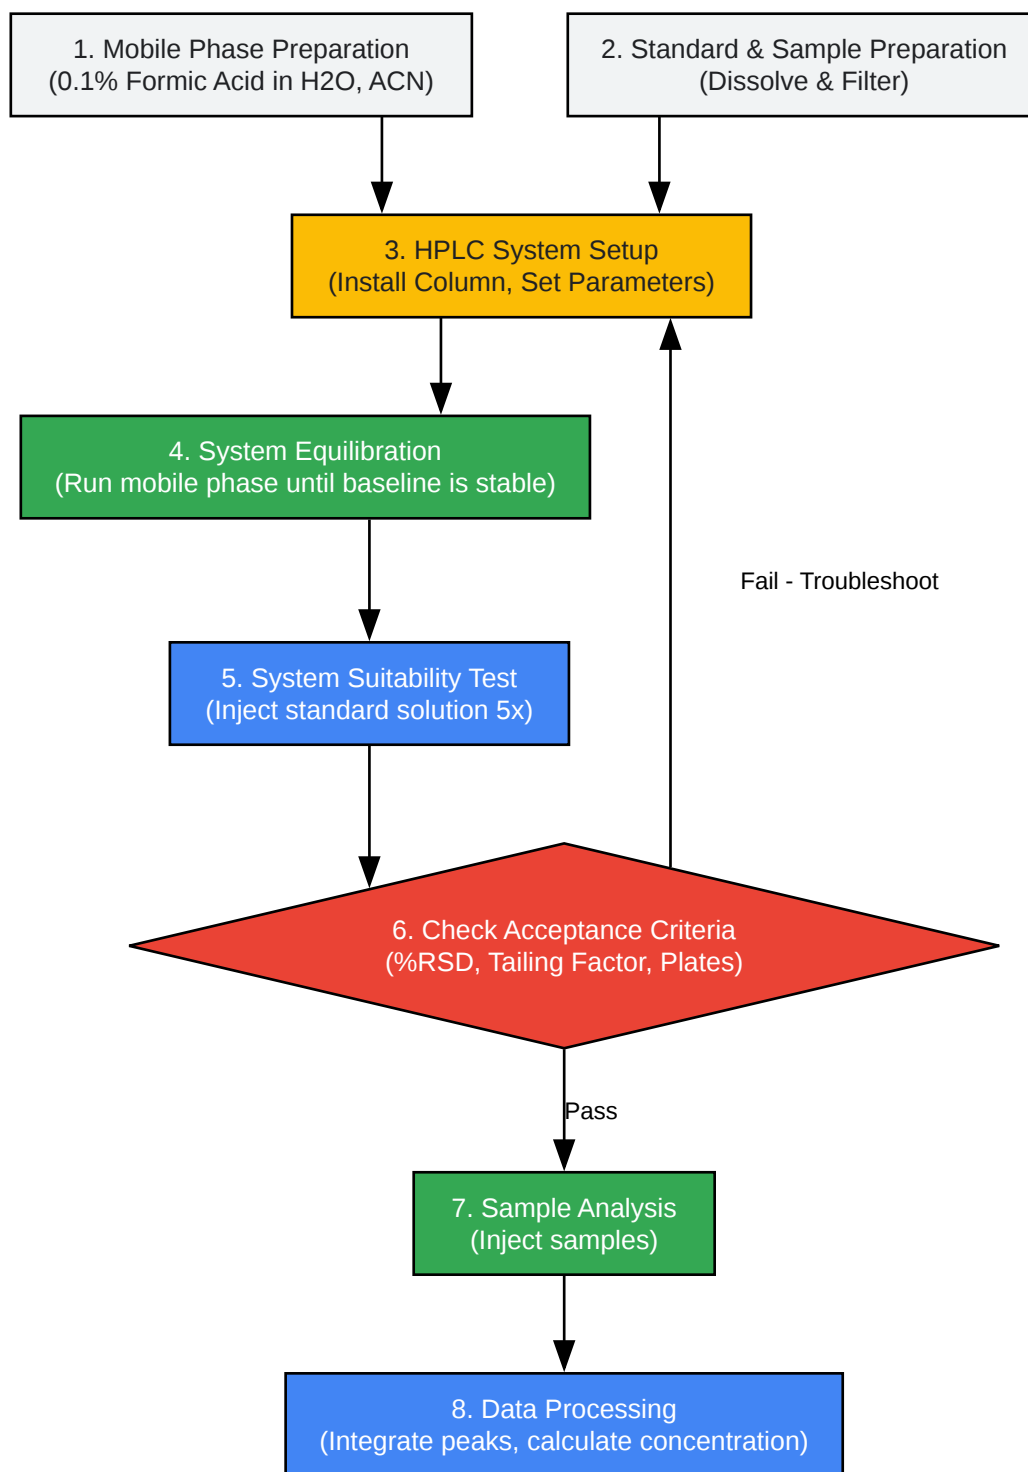 1. Mobile Phase Preparation
(0.1% Formic Acid in H2O, ACN)
2. Standard & Sample Preparation
(Dissolve & Filter)
3. HPLC System Setup
(Install Column, Set Parameters)
4. System Equilibration
(Run mobile phase until baseline is stable)
Fail - Troubleshoot
5. System Suitability Test
(Inject standard solution 5x)
6. Check Acceptance Criteria
(%RSD, Tailing Factor, Plates)
Pass
7. Sample Analysis
(Inject samples)
8. Data Processing
(Integrate peaks, calculate concentration)